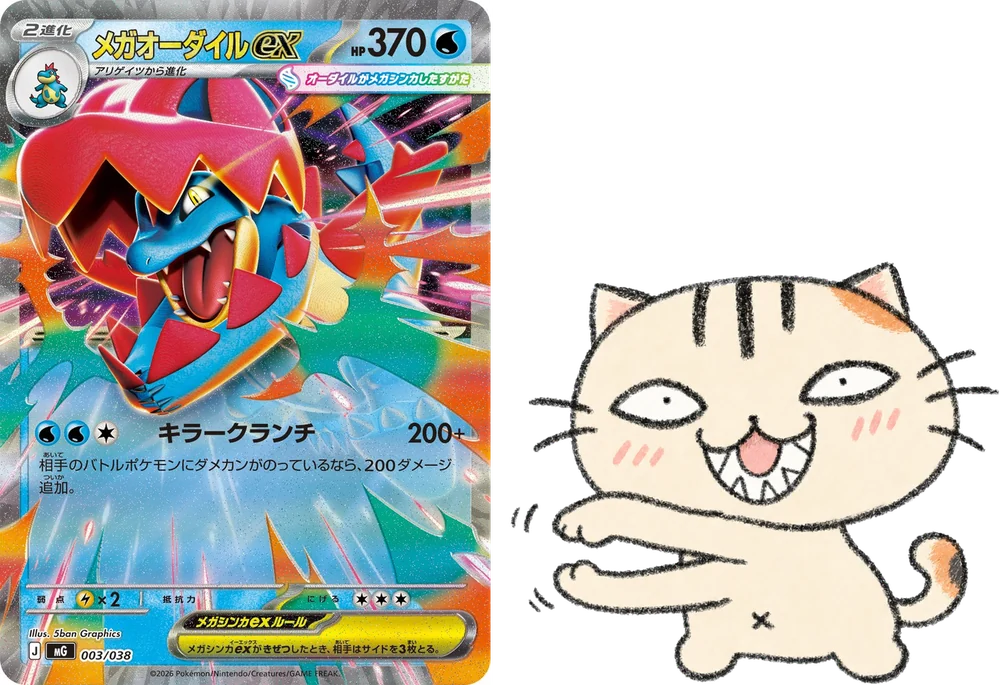 2進化
メガオーダイルex
HP370
アリゲイツから進化
オーダイルがメガシンカしたすがた
キラークランチ 200+
相手のバトルポケモンにダメカンがのっているなら、200ダメージ
追加。
弱点 ×2 抵抗力 にげる
メガシンカexルール
メガシンカexがきぜつしたとき、相手はサイドを3枚とる。
Illus. 5ban Graphics
J MG 003/038
©2026 Pokémon/Nintendo/Creatures/GAME FREAK.